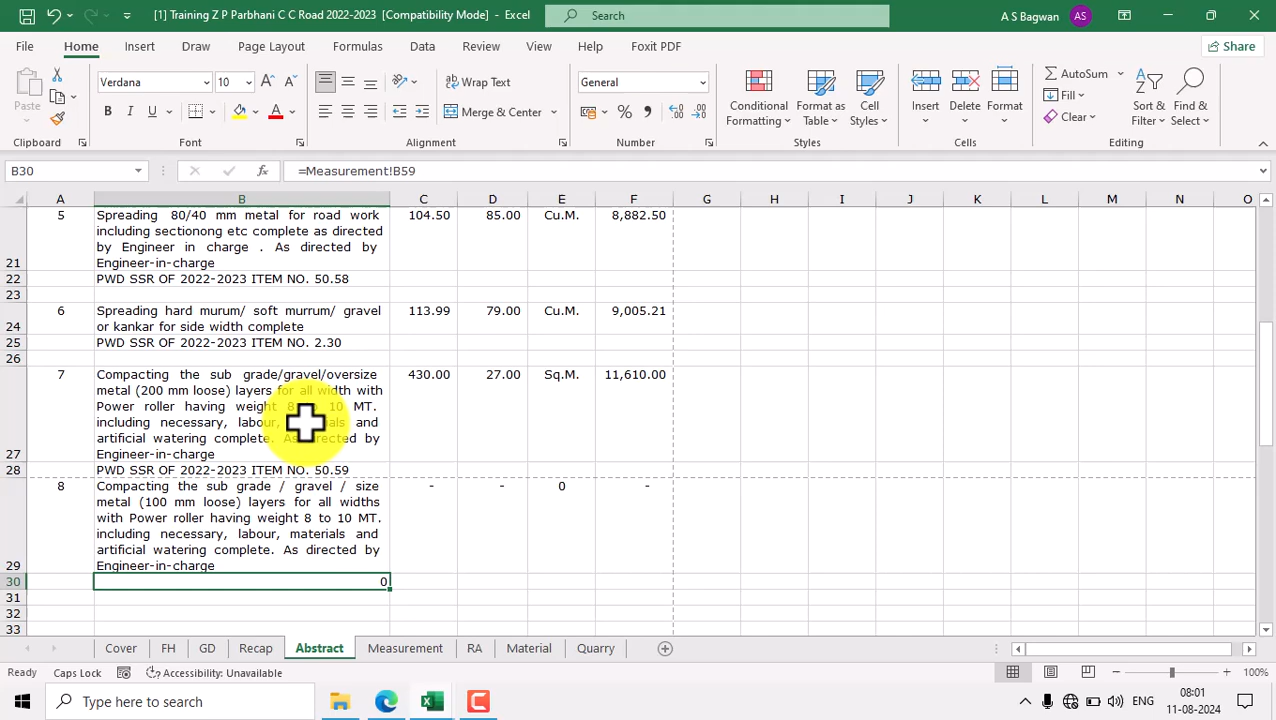 [1] Training Z P Parbhani C C Road 2022-2023 [Compatibility Mode] - Excel
Search
A S Bagwan AS
File Home Insert Draw Page Layout Formulas Data Review View Help Foxit PDF Share
Paste
Clipboard
Verdana 10
B I U A
Font
ab Wrap Text
Merge & Center
Alignment
General
% , .00
Number
Conditional Formatting
Format as Table
Cell Styles
Styles
Insert Delete Format
Cells
AutoSum
Fill
Clear
Sort & Filter
Find & Select
Editing
B30 fx =Measurement!B59
A B C D E F G H I J K L M N O
5 Spreading 80/40 mm metal for road work 104.50 85.00 Cu.M. 8,882.50
including sectionong etc complete as directed
by Engineer in charge . As directed by
21 Engineer-in-charge
22 PWD SSR OF 2022-2023 ITEM NO. 50.58
23
6 Spreading hard murum/ soft murrum/ gravel 113.99 79.00 Cu.M. 9,005.21
24 or kankar for side width complete
25 PWD SSR OF 2022-2023 ITEM NO. 2.30
26
7 Compacting the sub grade/gravel/oversize 430.00 27.00 Sq.M. 11,610.00
metal (200 mm loose) layers for all width with
Power roller having weight 8 to 10 MT.
including necessary, labour, materials and
artificial watering complete. As directed by
27 Engineer-in-charge
28 PWD SSR OF 2022-2023 ITEM NO. 50.59
8 Compacting the sub grade / gravel / size - - 0 -
metal (100 mm loose) layers for all widths
with Power roller having weight 8 to 10 MT.
including necessary, labour, materials and
artificial watering complete. As directed by
29 Engineer-in-charge
30 0
31
32
33
Cover FH GD Recap Abstract Measurement RA Material Quarry
Ready Caps Lock Accessibility: Unavailable 100%
Type here to search
ENG
08:01
11-08-2024